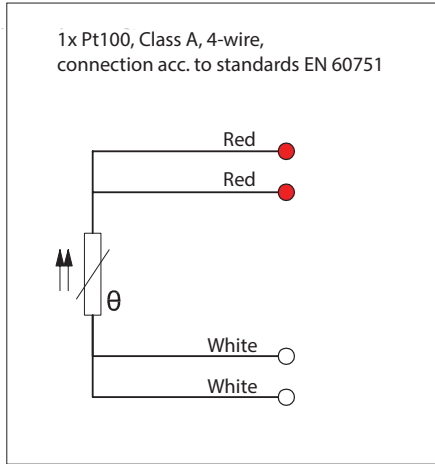 1x Pt100, Class A, 4-wire,
connection acc. to standards EN 60751
Red
Red
θ
White
White